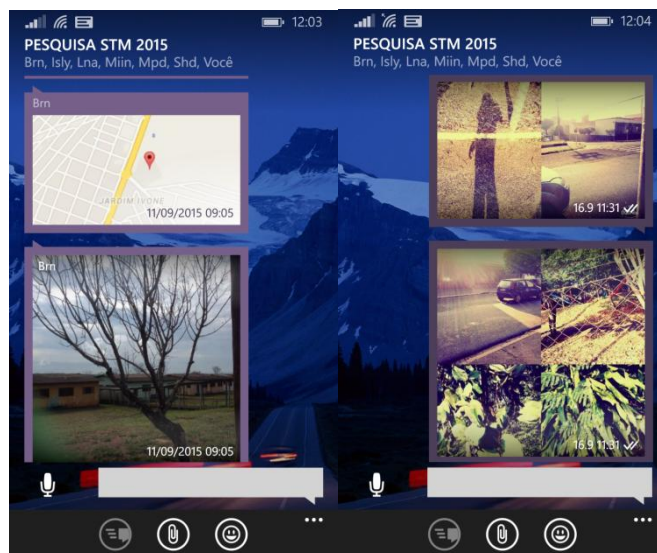 12:03
PESQUISA STM 2015
Brn, Isly, Lna, Miin, Mpd, Shd, Você
Brn
JARDIM IVONE
11/09/2015 09:05
Brn
11/09/2015 09:05
12:04
PESQUISA STM 2015
Brn, Isly, Lna, Miin, Mpd, Shd, Você
16.9 11:31
16.9 11:31